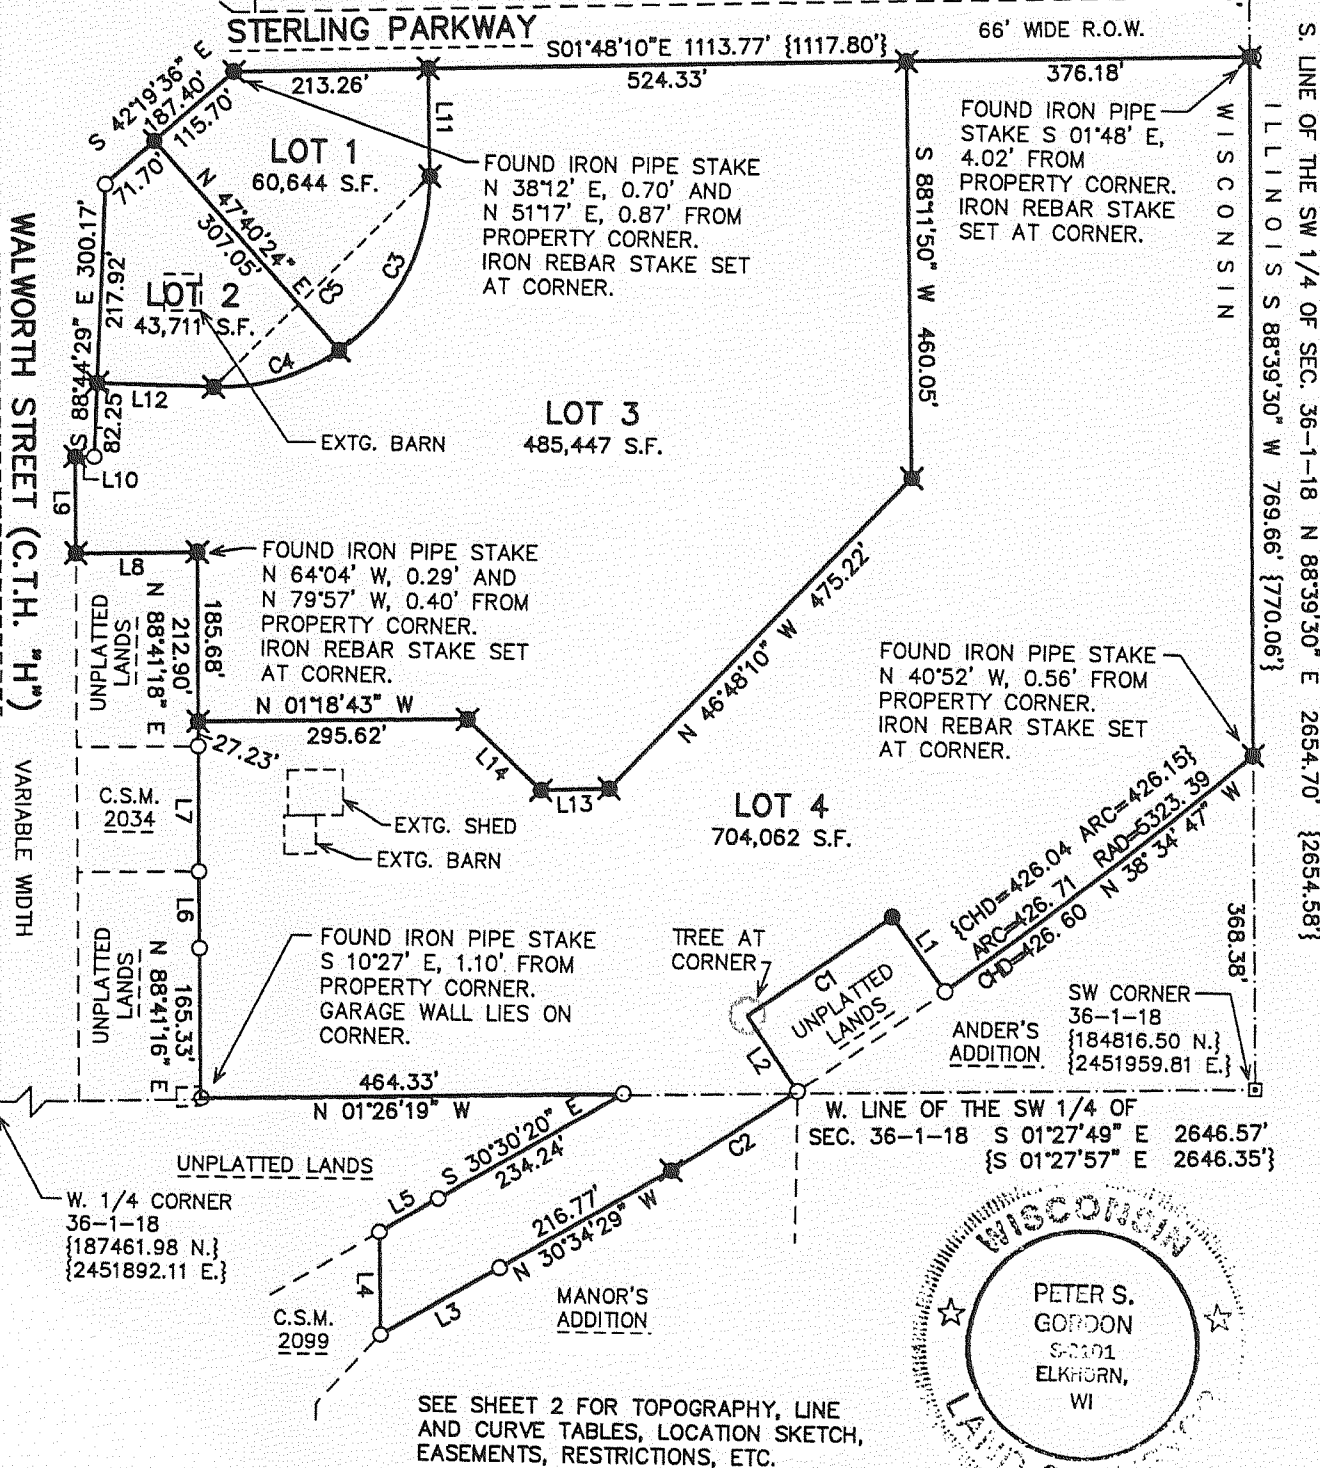 STERLING PARKWAY
S01°48'10"E 1113.77' {1117.80'}
66' WIDE R.O.W.
213.26'
524.33'
376.18'
S 42°19'36" E
187.40'
115.70'
71.70'
L11
LOT 1
60,644 S.F.
N 47°40'24" E
307.05'
C3
C5
C4
FOUND IRON PIPE STAKE
N 38°12' E, 0.70' AND
N 51°17' E, 0.87' FROM
PROPERTY CORNER.
IRON REBAR STAKE SET
AT CORNER.
FOUND IRON PIPE
STAKE S 01°48' E,
4.02' FROM
PROPERTY CORNER.
IRON REBAR STAKE
SET AT CORNER.
WISCONSIN
ILLINOIS S 88°39'30" W 769.66' {770.06'}
S. LINE OF THE SW 1/4 OF SEC. 36-1-18 N 88°39'30" E 2654.70' {2654.58'}
S 88°11'50" W 460.05'
S 88°44'29" E 300.17'
217.92'
82.25'
LOT 2
43,711 S.F.
L12
EXTG. BARN
LOT 3
485,447 S.F.
WALWORTH STREET (C.T.H. "H") VARIABLE WIDTH
L10
L9
L8
FOUND IRON PIPE STAKE
N 64°04' W, 0.29' AND
N 79°57' W, 0.40' FROM
PROPERTY CORNER.
IRON REBAR STAKE SET
AT CORNER.
UNPLATTED
LANDS
N 88°41'18" E
212.90'
185.68'
27.23'
N 01°18'43" W
295.62'
L14
L13
N 46°48'10" W 475.22'
FOUND IRON PIPE STAKE
N 40°52' W, 0.56' FROM
PROPERTY CORNER.
IRON REBAR STAKE SET
AT CORNER.
C.S.M.
2034
L7
EXTG. SHED
EXTG. BARN
LOT 4
704,062 S.F.
{CHD=426.04 ARC=426.15}
ARC=426.71 RAD=5323.39
CHD=426.60 N 38°34'47" W
368.38'
L6
UNPLATTED
LANDS
N 88°41'16" E
165.33'
FOUND IRON PIPE STAKE
S 10°27' E, 1.10' FROM
PROPERTY CORNER.
GARAGE WALL LIES ON
CORNER.
TREE AT
CORNER
C1
L1
L2
UNPLATTED
LANDS
ANDER'S
ADDITION
SW CORNER
36-1-18
{184816.50 N.}
{2451959.81 E.}
464.33'
N 01°26'19" W
W. LINE OF THE SW 1/4 OF
SEC. 36-1-18 S 01°27'49" E 2646.57'
{S 01°27'57" E 2646.35'}
UNPLATTED LANDS
S 30°30'20" E
234.24'
C2
W. 1/4 CORNER
36-1-18
{187461.98 N.}
{2451892.11 E.}
L5
L4
L3
216.77'
N 30°34'29" W
C.S.M.
2099
MANOR'S
ADDITION
WISCONSIN
PETER S.
GORDON
S-2101
ELKHORN,
WI
SEE SHEET 2 FOR TOPOGRAPHY, LINE
AND CURVE TABLES, LOCATION SKETCH,
EASEMENTS, RESTRICTIONS, ETC.